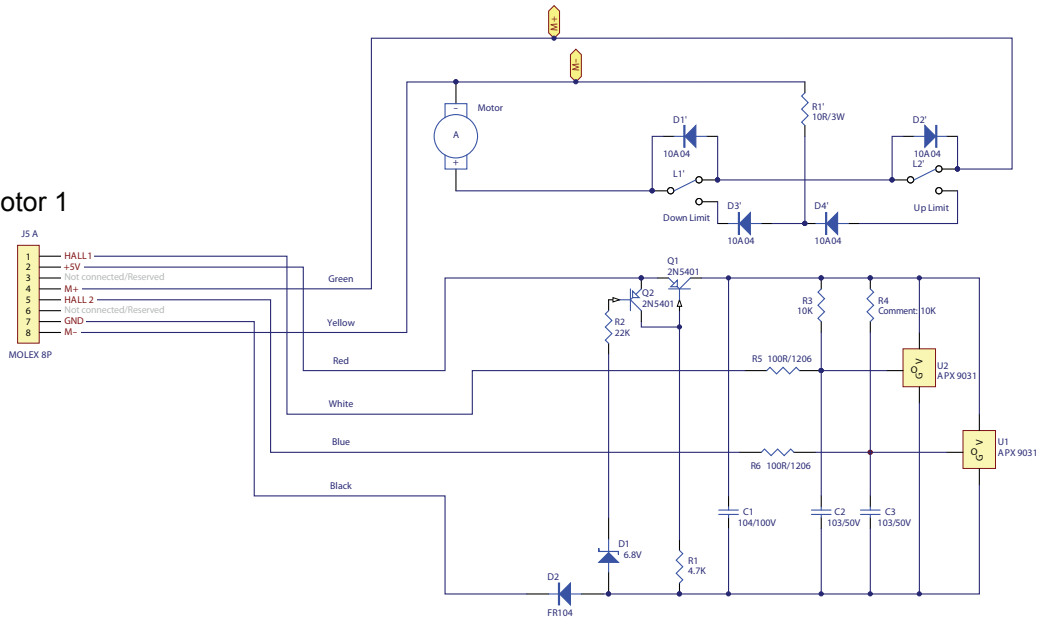 M+
M-
Motor
-
A
+
R1'
10R/3W
D1'
10A04
D2'
10A04
L1'
L2'
Down Limit
D3'
10A04
D4'
10A04
Up Limit
otor 1
J5 A
1 HALL1
2 +5V
3 Not connected/Reserved
4 M+
5 HALL 2
6 Not connected/Reserved
7 GND
8 M-
MOLEX 8P
Green
Yellow
Red
White
Blue
Black
Q1
2N5401
Q2
2N5401
R2
22K
R3
10K
R4
Comment: 10K
R5 100R/1206
U2
APX 9031
O G V
R6 100R/1206
U1
APX 9031
O G V
C1
104/100V
C2
103/50V
C3
103/50V
D1
6.8V
R1
4.7K
D2
FR104